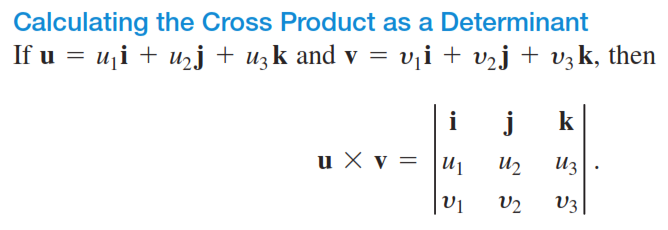 Calculating the Cross Product as a Determinant
If u = u₁i + u₂j + u₃k and v = v₁i + v₂j + v₃k, then
i j k
u × v = |u₁ u₂ u₃| .
v₁ v₂ v₃